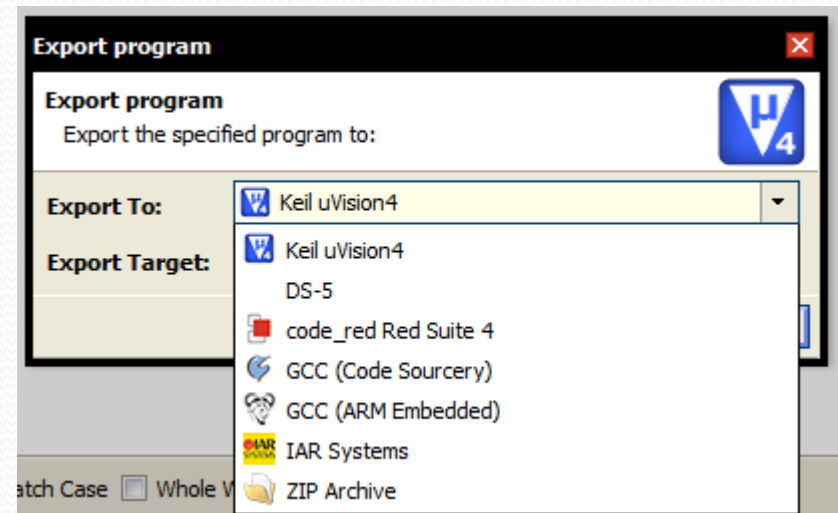 Export program
Export program
Export the specified program to:
μ4
Export To:
Keil uVision4
Export Target:
Keil uVision4
DS-5
code_red Red Suite 4
GCC (Code Sourcery)
GCC (ARM Embedded)
IAR Systems
ZIP Archive
atch Case Whole